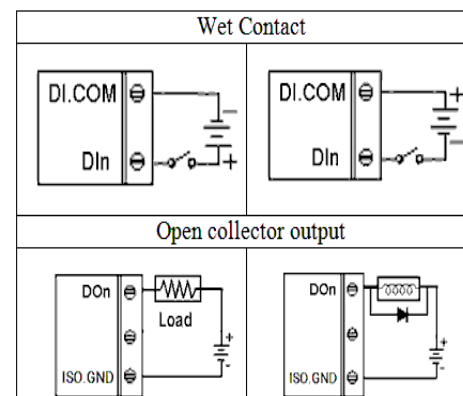 Wet Contact
DI.COM
−
DIn
+
DI.COM
+
DIn
−
Open collector output
DOn
Load
+
-
ISO.GND
DOn
+
-
ISO.GND